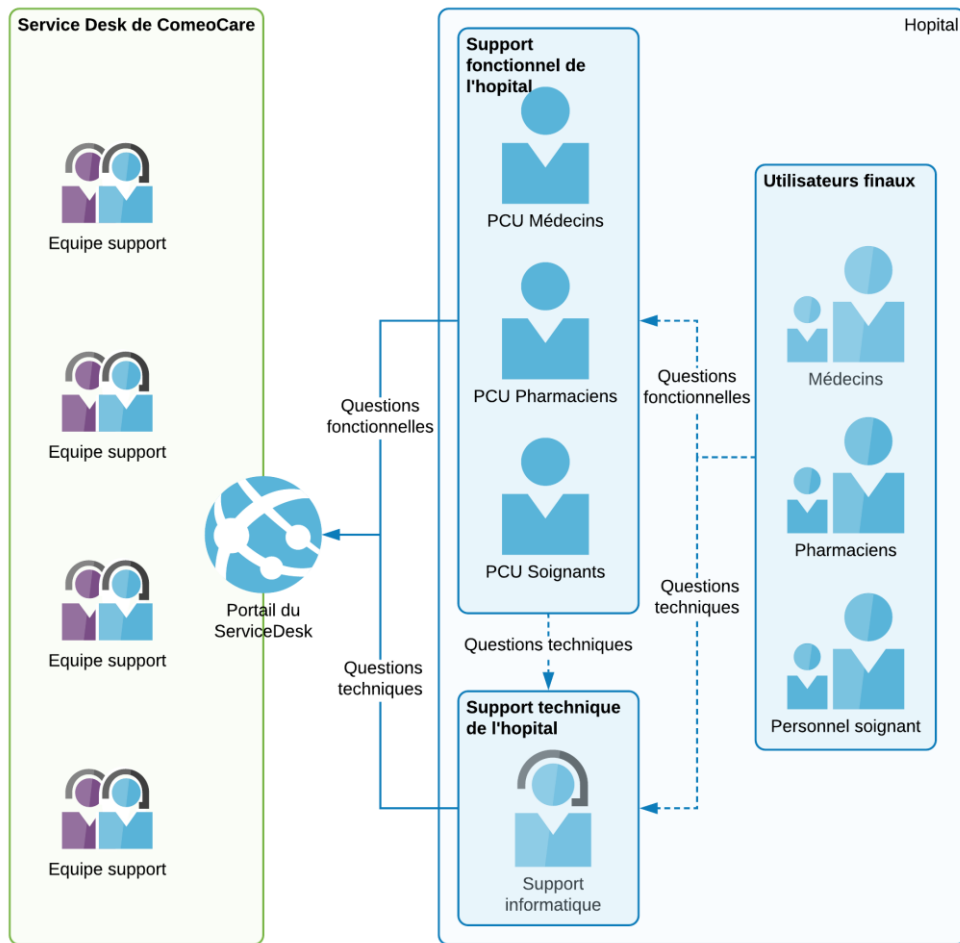 Service Desk de ComeoCare
Equipe support
Equipe support
Equipe support
Equipe support
Portail du
ServiceDesk
Questions
fonctionnelles
Questions
techniques
Hopital
Support
fonctionnel de
l'hopital
PCU Médecins
PCU Pharmaciens
PCU Soignants
Questions techniques
Support technique
de l'hopital
Support
informatique
Questions
fonctionnelles
Questions
techniques
Utilisateurs finaux
Médecins
Pharmaciens
Personnel soignant